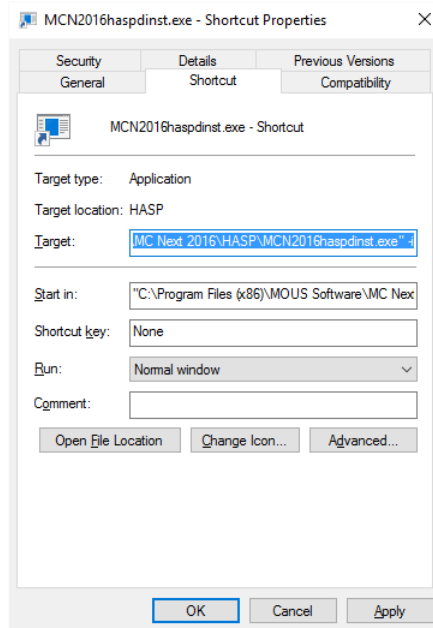 MCN2016haspdinst.exe - Shortcut Properties
Security Details Previous Versions
General Shortcut Compatibility
MCN2016haspdinst.exe - Shortcut
Target type: Application
Target location: HASP
Target: MC Next 2016\HASP\MCN2016haspdinst.exe" -i
Start in: "C:\Program Files (x86)\MOUS Software\MC Nex
Shortcut key: None
Run: Normal window
Comment:
Open File Location Change Icon... Advanced...
OK Cancel Apply